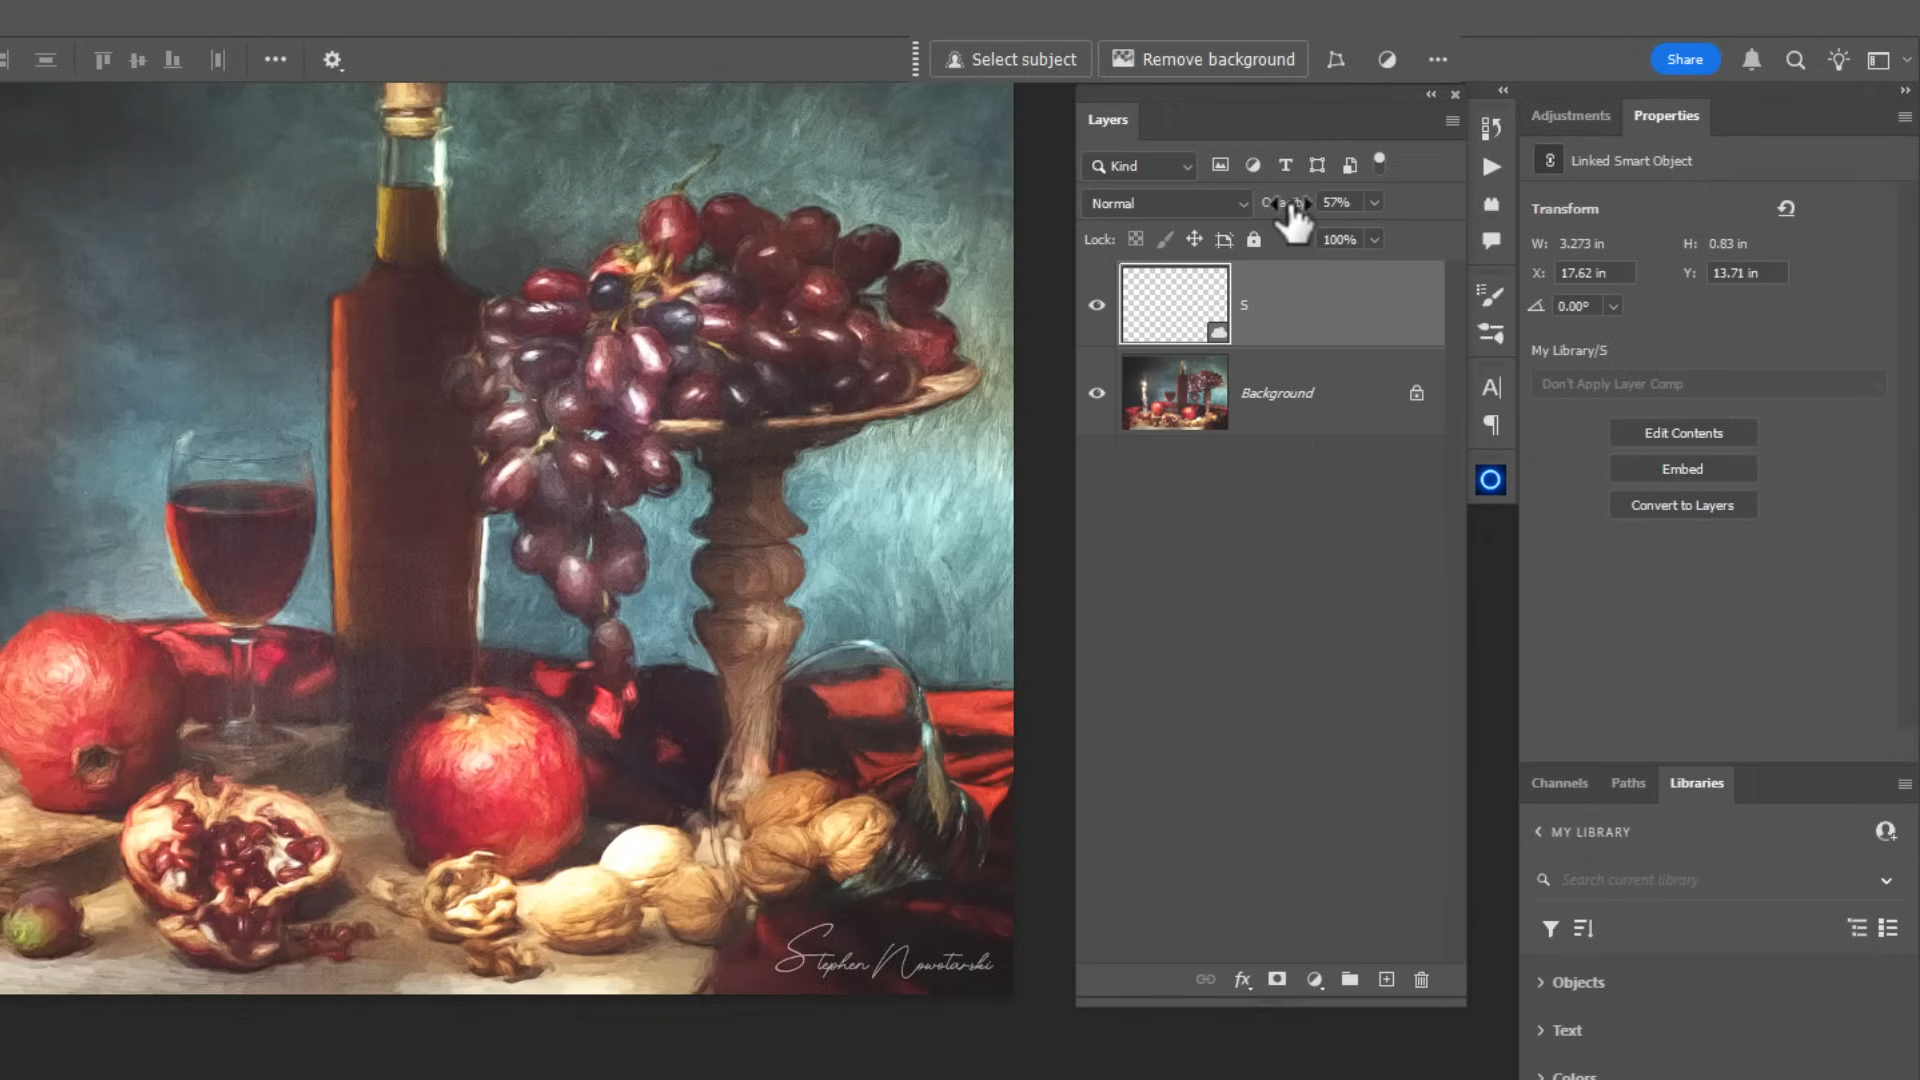 Select subject
Remove background
Share
Layers
Kind
Normal
57%
Lock:
100%
S
Background
Adjustments
Properties
Linked Smart Object
Transform
W: 3.273 in
H: 0.83 in
X: 17.62 in
Y: 13.71 in
0.00º
My Library/S
Don't Apply Layer Comp
Edit Contents
Embed
Convert to Layers
Channels
Paths
Libraries
MY LIBRARY
Search current library
Objects
Text
Colors
Stephen Nowotarski
fx